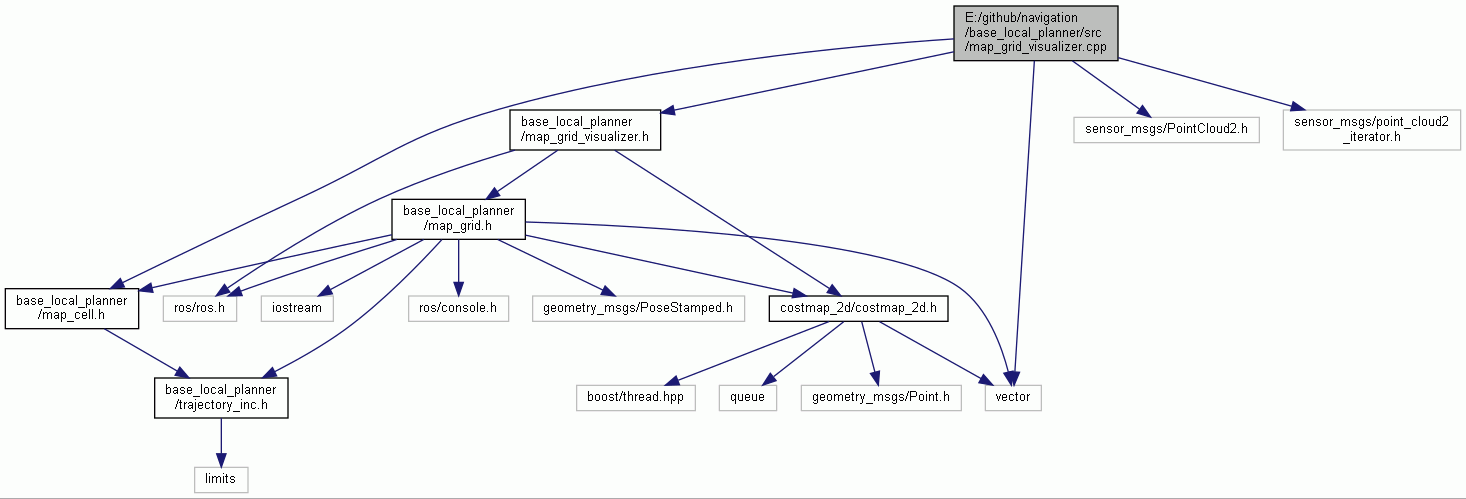 E:/github/navigation
/base_local_planner/src
/map_grid_visualizer.cpp
base_local_planner
/map_grid_visualizer.h
sensor_msgs/PointCloud2.h
sensor_msgs/point_cloud2
_iterator.h
base_local_planner
/map_grid.h
base_local_planner
/map_cell.h
ros/ros.h
iostream
ros/console.h
geometry_msgs/PoseStamped.h
costmap_2d/costmap_2d.h
base_local_planner
/trajectory_inc.h
boost/thread.hpp
queue
geometry_msgs/Point.h
vector
limits